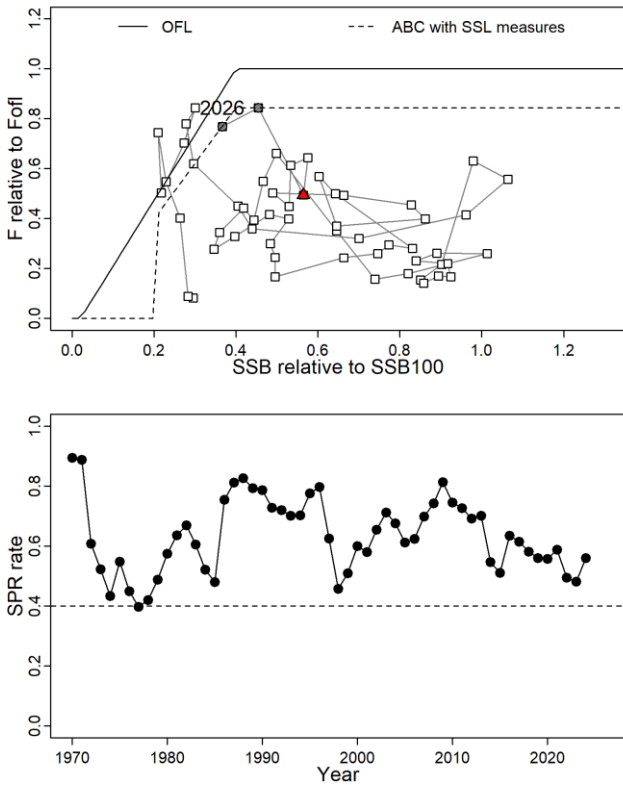 OFL ABC with SSL measures
F relative to Fofl
1.0
0.8
0.6
0.4
0.2
0.0
2026
0.0 0.2 0.4 0.6 0.8 1.0 1.2
SSB relative to SSB100
SPR rate
1.0
0.8
0.6
0.4
0.2
0.0
1970 1980 1990 2000 2010 2020
Year